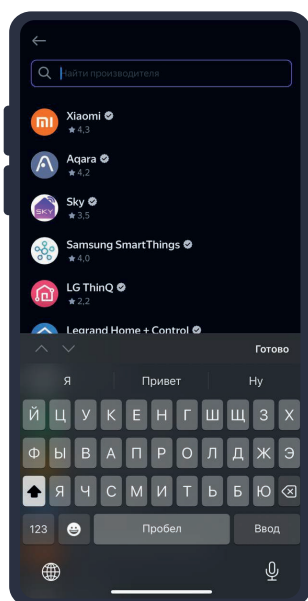 Найти производителя
mi
Xiaomi
★ 4,3
Aqara
★ 4,2
SKY
Sky
★ 3,5
Samsung SmartThings
★ 4,0
LG ThinQ
★ 2,2
Legrand Home + Control
Готово
Я Привет Ну
Й Ц У К Е Н Г Ш Щ З Х
Ф Ы В А П Р О Л Д Ж Э
Я Ч С М И Т Ь Б Ю
123 Пробел Ввод